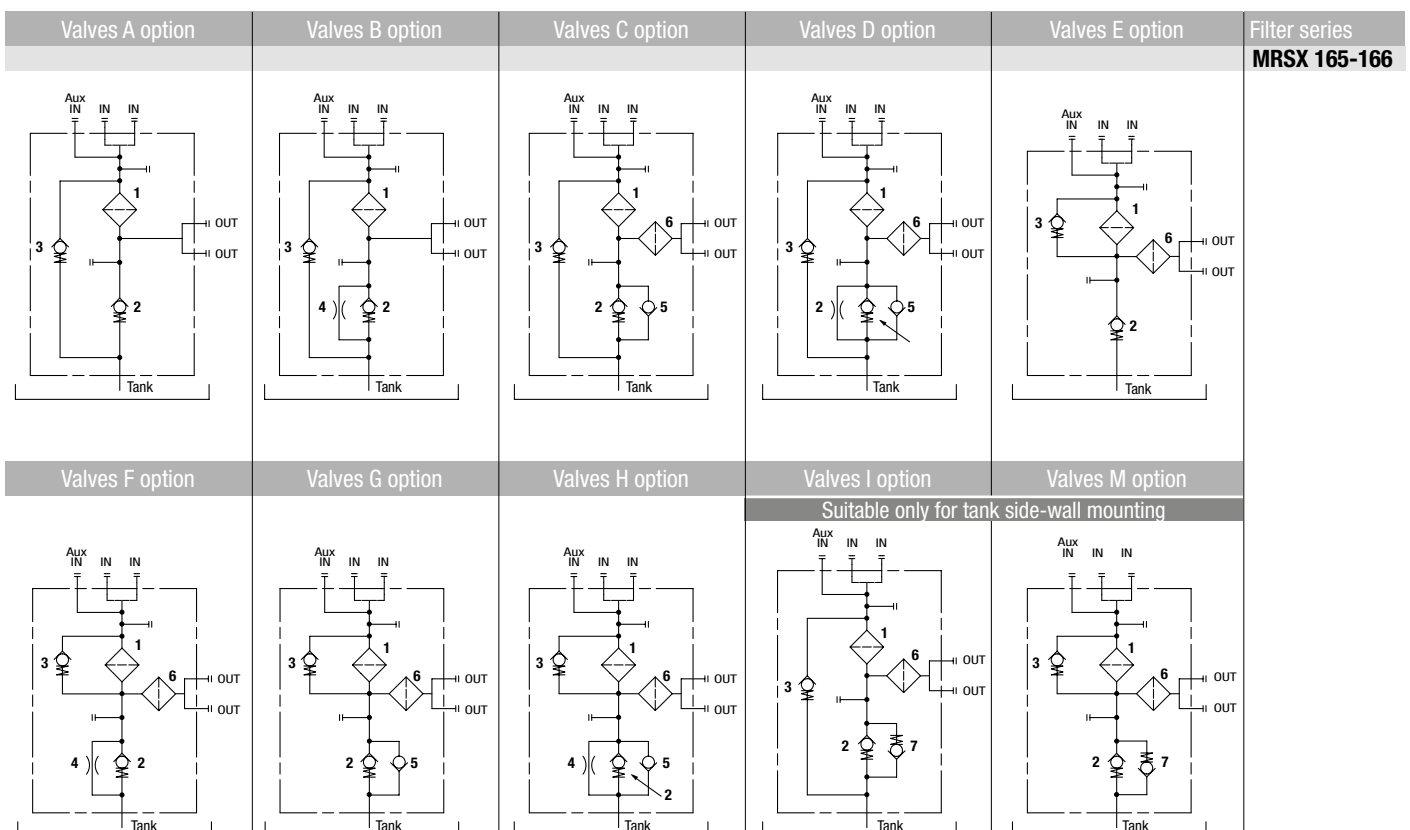 Valves A option Valves B option Valves C option Valves D option Valves E option Filter series
MRSX 165-166
Aux
IN IN IN
1
OUT
3
OUT
2
Tank
Aux
IN IN IN
1
OUT
3
OUT
4 2
Tank
Aux
IN IN IN
1
6 OUT
3
OUT
2 5
Tank
Aux
IN IN IN
1
6 OUT
3
OUT
2 5
Tank
Aux
IN IN IN
3 1
6 OUT
OUT
2
Tank
Valves F option Valves G option Valves H option Valves I option Valves M option
Suitable only for tank side-wall mounting
Aux
IN IN IN
1
3 6 OUT
OUT
4 2
Tank
Aux
IN IN IN
1
3 6 OUT
OUT
2 5
Tank
Aux
IN IN IN
1
3 6 OUT
OUT
4 5
2
Tank
Aux
IN IN IN
1
6 OUT
3 OUT
2 7
Tank
Aux
IN IN IN
1
3 6 OUT
OUT
2 7
Tank